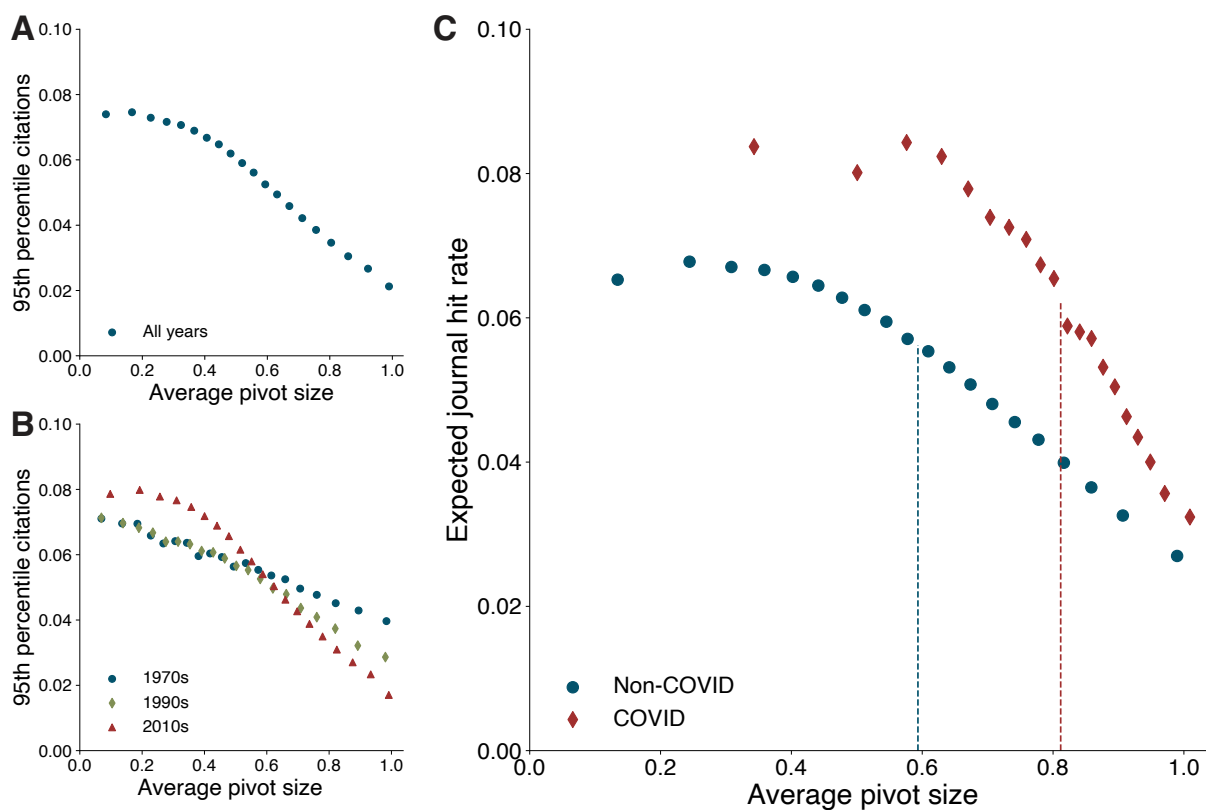 A
0.10
0.08
0.06
0.04
0.02
0.00
95th percentile citations
All years
0.0 0.2 0.4 0.6 0.8 1.0
Average pivot size
B
0.10
0.08
0.06
0.04
0.02
0.00
95th percentile citations
1970s
1990s
2010s
0.0 0.2 0.4 0.6 0.8 1.0
Average pivot size
C
0.10
0.08
0.06
0.04
0.02
0.00
Expected journal hit rate
Non-COVID
COVID
0.0 0.2 0.4 0.6 0.8 1.0
Average pivot size